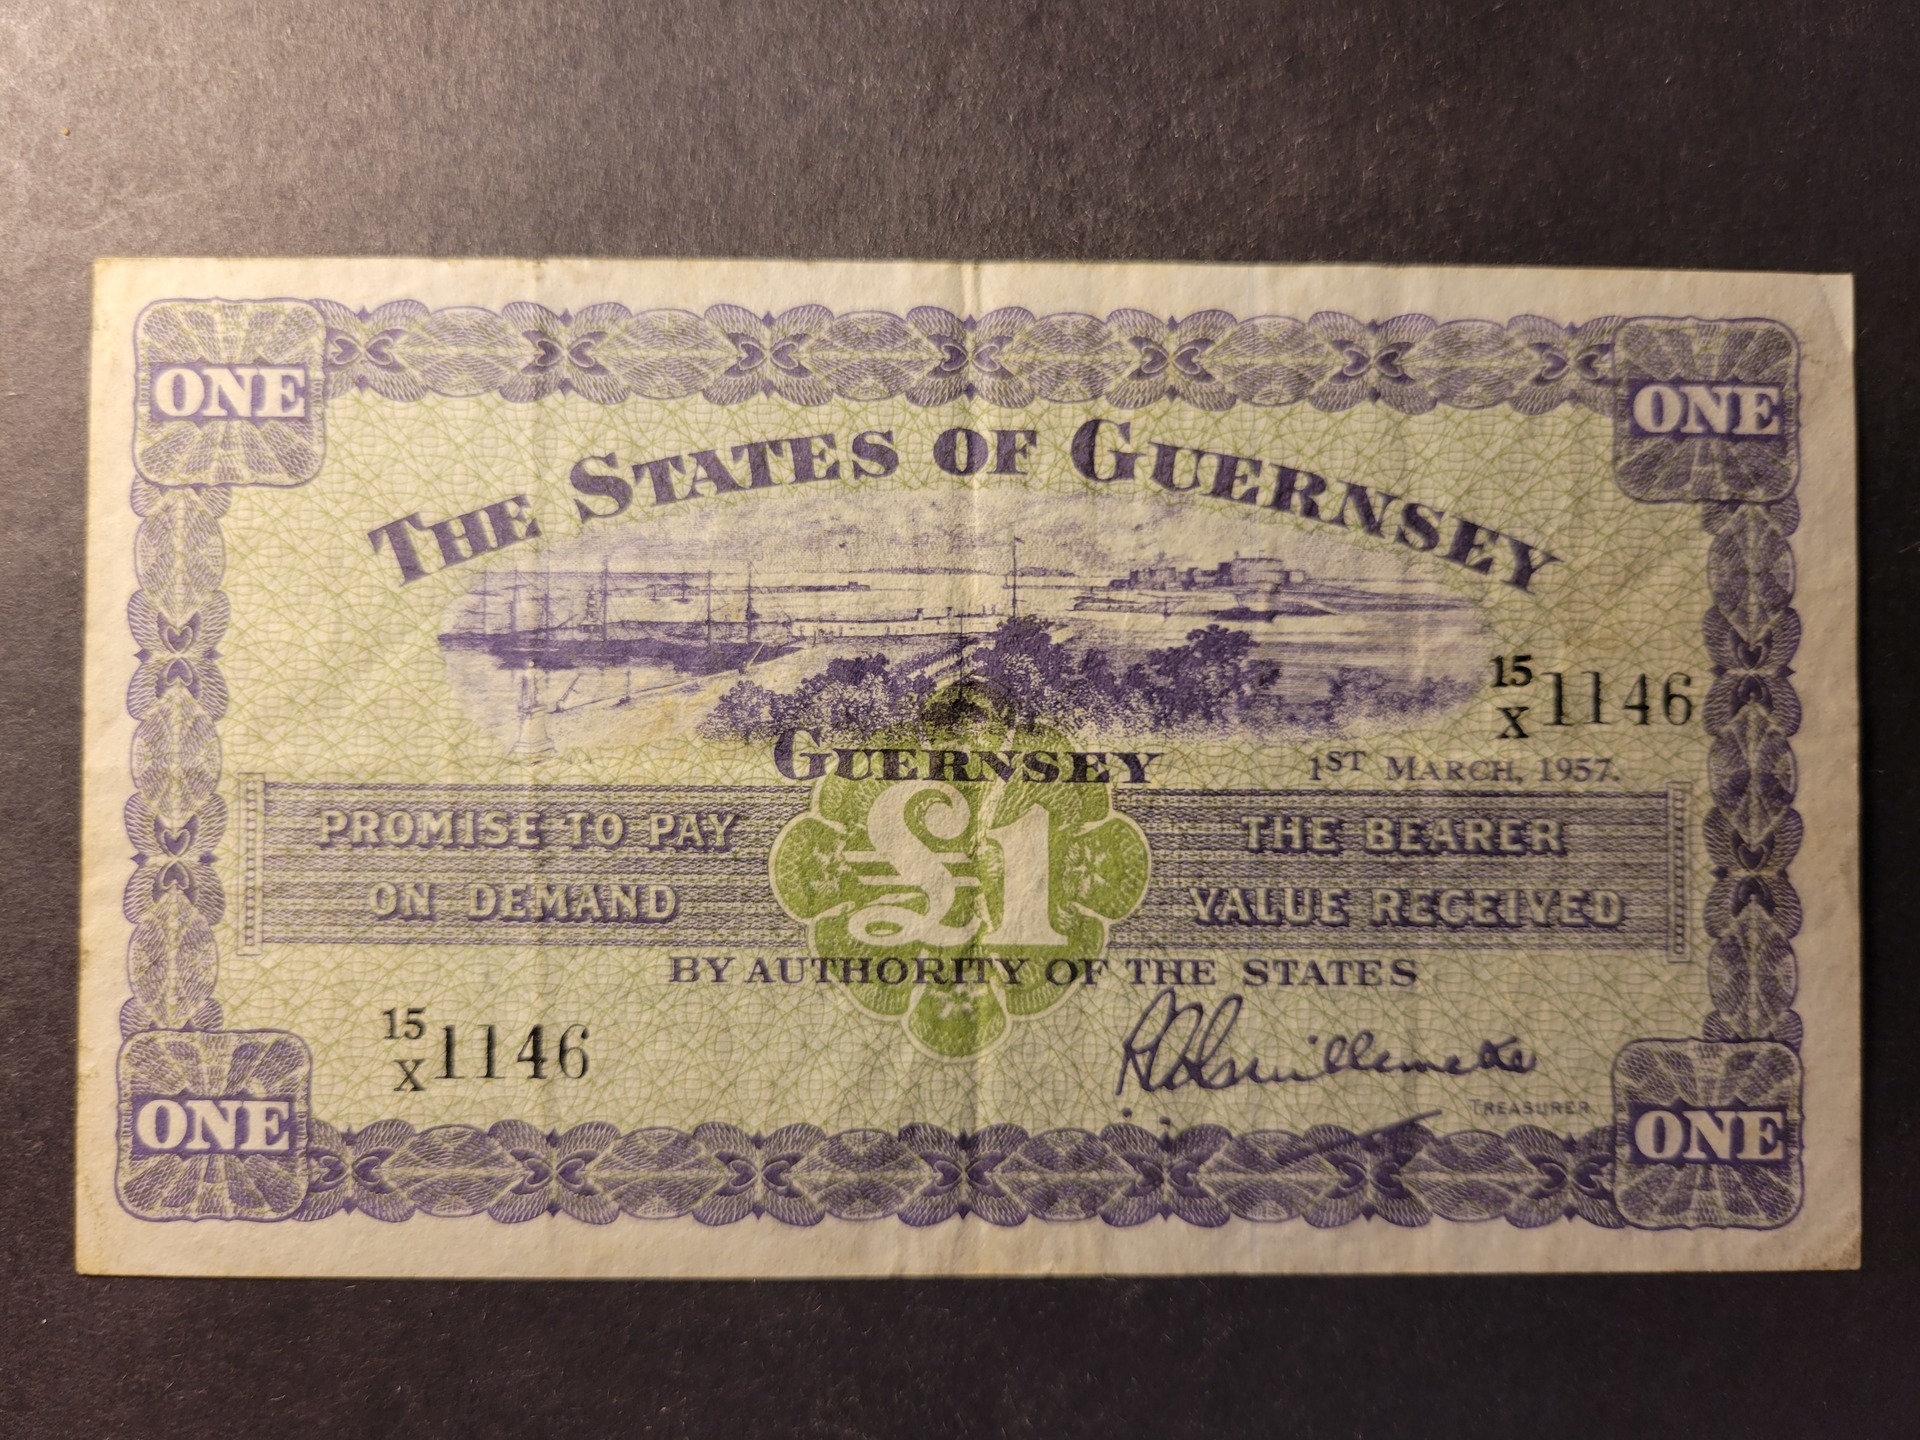 ONE
ONE
THE STATES OF GUERNSEY
15
X 1146
GUERNSEY
1ST MARCH, 1957.
PROMISE TO PAY
THE BEARER
£1
ON DEMAND
VALUE RECEIVED
BY AUTHORITY OF THE STATES
15
X 1146
TREASURER
ONE
ONE